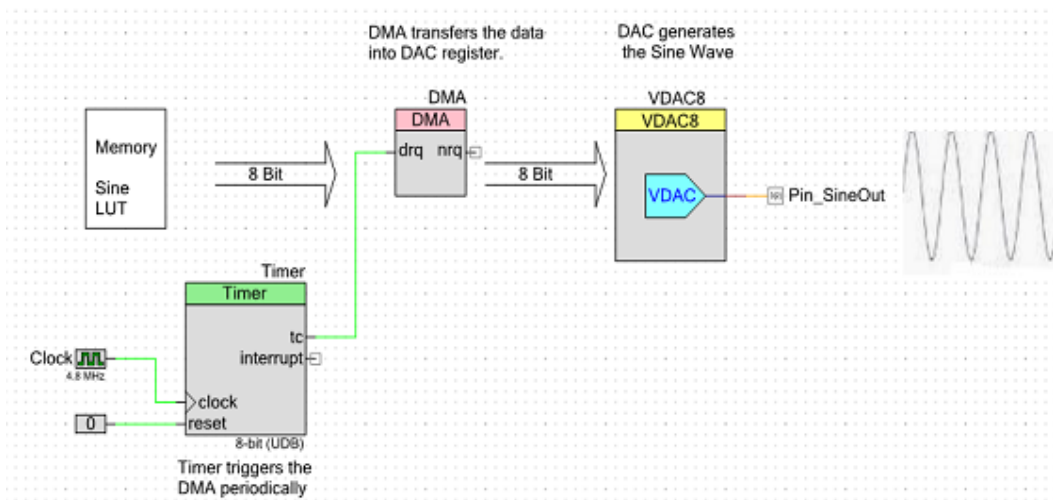 DMA transfers the data
into DAC register.
DAC generates
the Sine Wave
DMA
VDAC8
Memory
Sine
LUT
8 Bit
DMA
drq nrq
8 Bit
VDAC8
VDAC
Pin_SineOut
Timer
Timer
tc
interrupt
Clock
4.8 MHz
clock
0
reset
8-bit (UDB)
Timer triggers the
DMA periodically